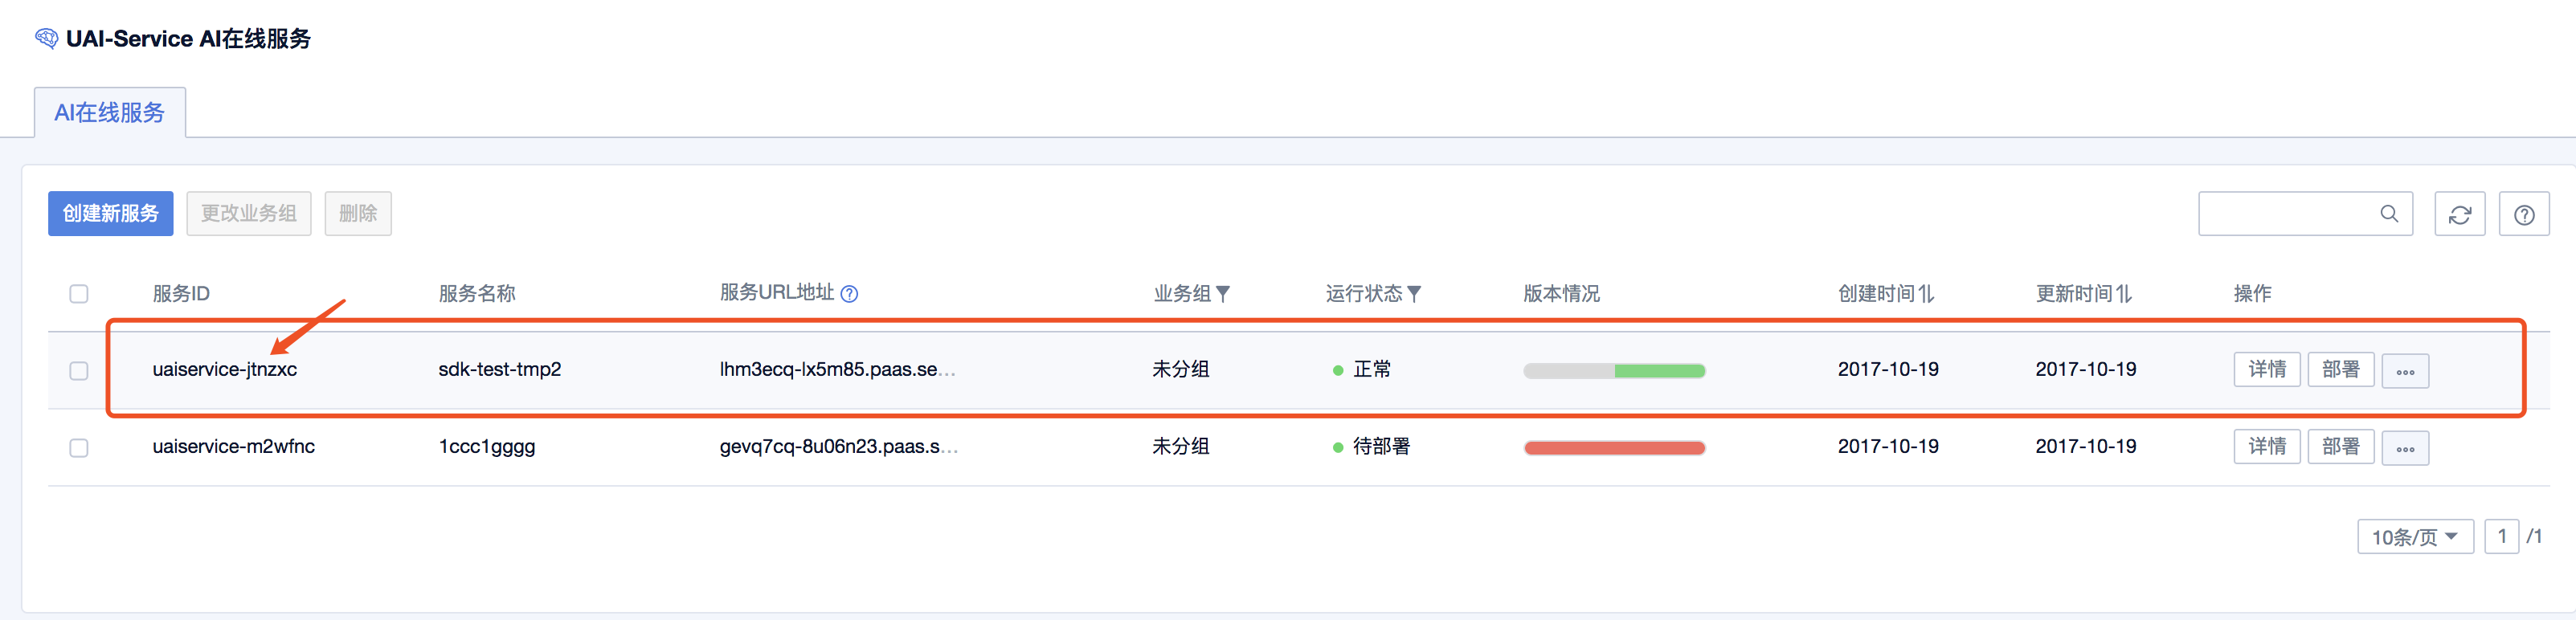 UAI-Service AI在线服务
AI在线服务
创建新服务 更改业务组 删除
服务ID 服务名称 服务URL地址 业务组 运行状态 版本情况 创建时间 更新时间 操作
uaiservice-jtnzxc sdk-test-tmp2 lhm3ecq-lx5m85.paas.se... 未分组 正常 2017-10-19 2017-10-19 详情 部署 ...
uaiservice-m2wfnc 1ccc1gggg gevq7cq-8u06n23.paas.s... 未分组 待部署 2017-10-19 2017-10-19 详情 部署 ...
10条/页 1 /1